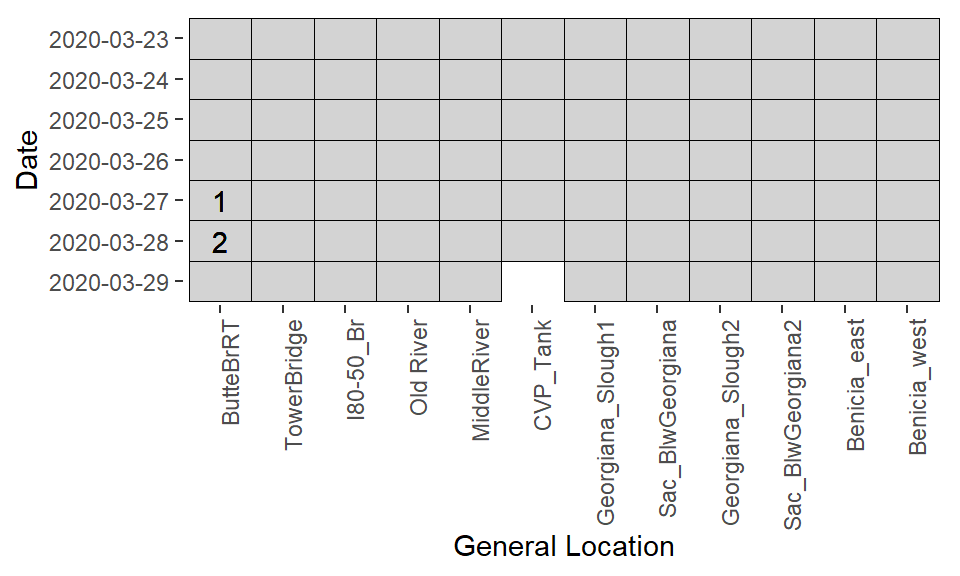 2020-03-23
2020-03-24
2020-03-25
2020-03-26
2020-03-27
2020-03-28
2020-03-29
Date
1
2
ButteBrRT
TowerBridge
I80-50_Br
Old River
MiddleRiver
CVP_Tank
Georgiana_Slough1
Sac_BlwGeorgiana
Georgiana_Slough2
Sac_BlwGeorgiana2
Benicia_east
Benicia_west
General Location